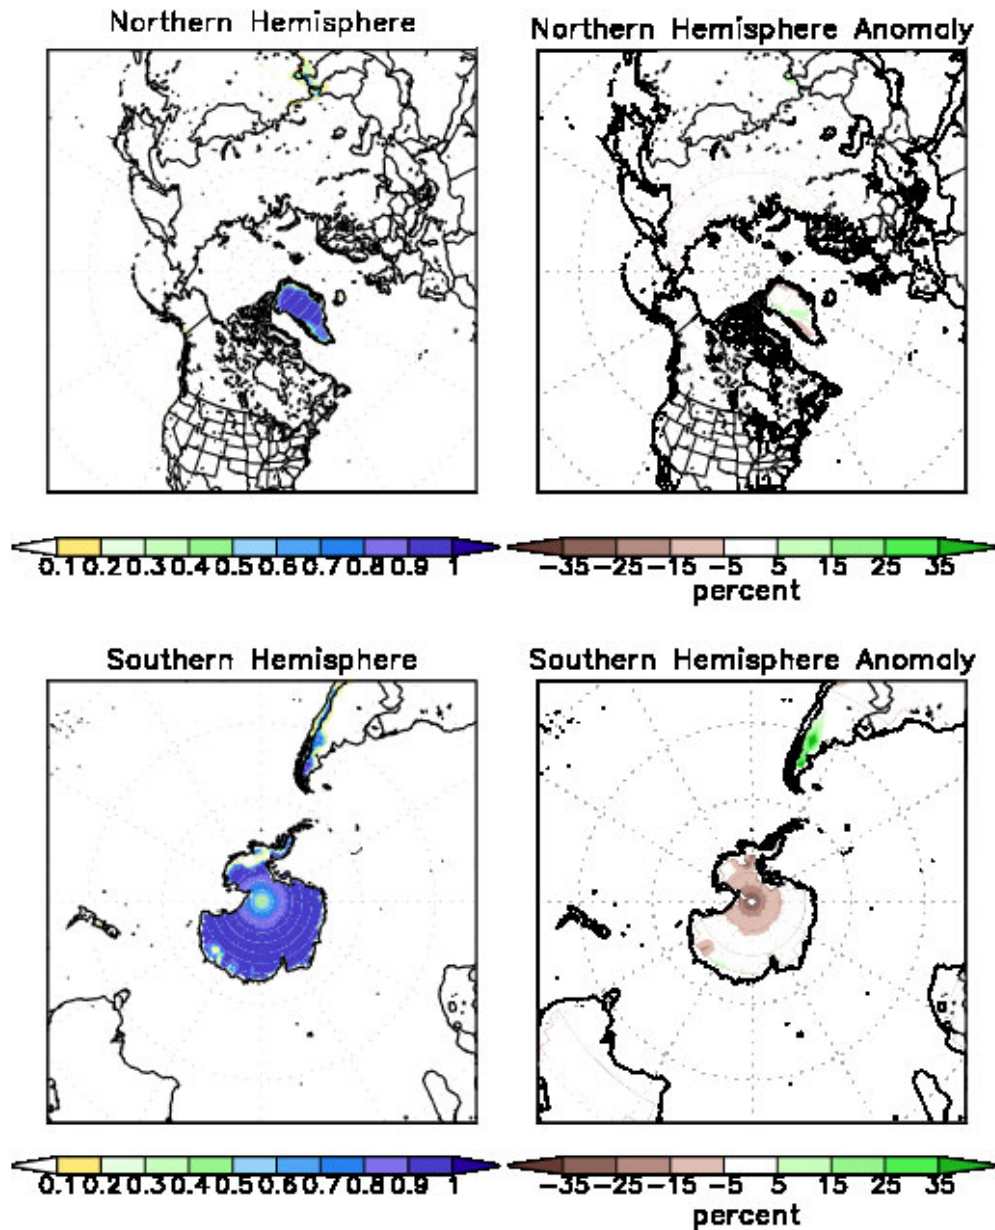 Northern Hemisphere
Northern Hemisphere Anomaly
0.1 0.2 0.3 0.4 0.5 0.6 0.7 0.8 0.9 1
-35 -25 -15 -5 5 15 25 35
percent
Southern Hemisphere
Southern Hemisphere Anomaly
0.1 0.2 0.3 0.4 0.5 0.6 0.7 0.8 0.9 1
-35 -25 -15 -5 5 15 25 35
percent